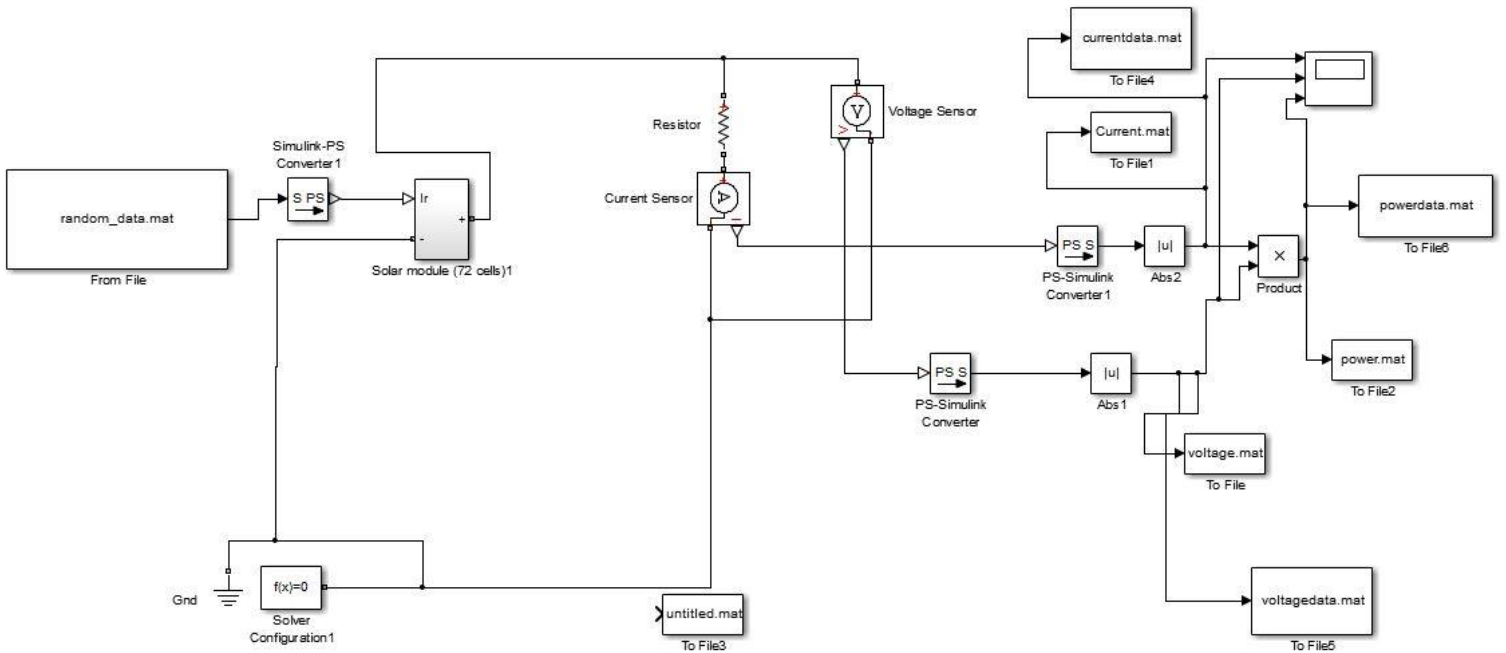 currentdata.mat
To File4
Voltage Sensor
V
Resistor
Current.mat
To File1
Simulink-PS
Converter1
random_data.mat
From File
S PS
Ir
+
-
Solar module (72 cells)1
Current Sensor
A
powerdata.mat
To File6
PS S
PS-Simulink
Converter1
|u|
Abs2
×
Product
PS S
PS-Simulink
Converter
|u|
Abs1
power.mat
To File2
voltage.mat
To File
Gnd
f(x)=0
Solver
Configuration1
untitled.mat
To File3
voltagedata.mat
To File5